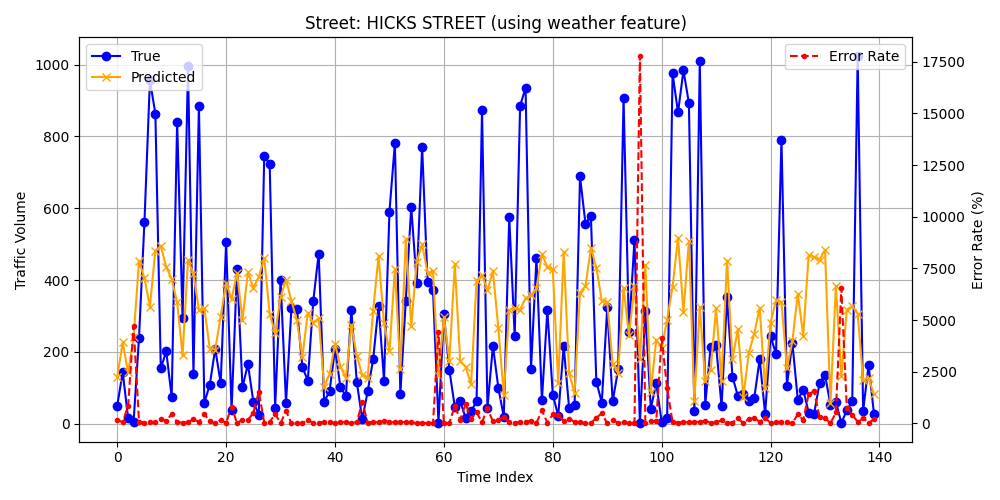 Street: HICKS STREET (using weather feature)
True
Predicted
Error Rate
1000
800
600
400
200
0
Traffic Volume
17500
15000
12500
10000
7500
5000
2500
0
Error Rate (%)
0 20 40 60 80 100 120 140
Time Index